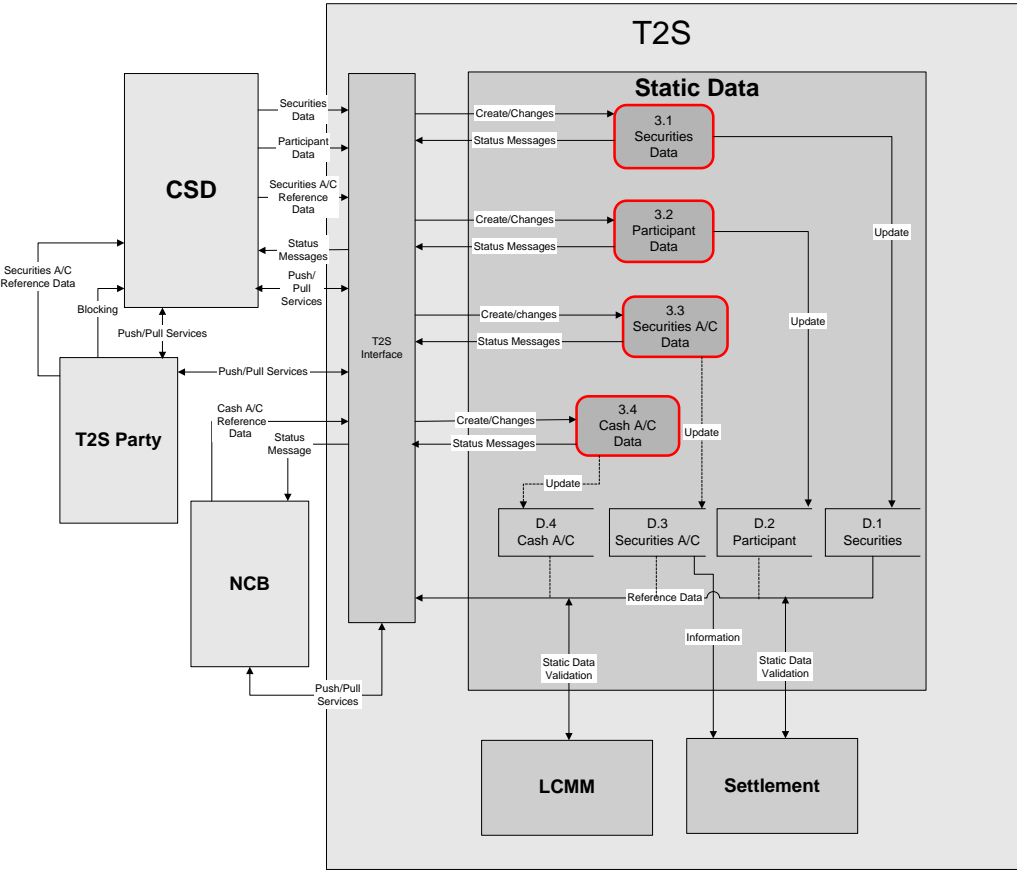 T2S
Static Data
CSD
Securities
Data
Participant
Data
Securities A/C
Reference
Data
Status
Messages
Push/
Pull
Services
Securities A/C
Reference Data
Blocking
Push/Pull Services
T2S Party
Push/Pull Services
Cash A/C
Reference
Data
Status
Message
NCB
Push/Pull
Services
T2S
Interface
Create/Changes
Status Messages
3.1
Securities
Data
Create/Changes
Status Messages
3.2
Participant
Data
Create/changes
Status Messages
3.3
Securities A/C
Data
Create/Changes
Status Messages
3.4
Cash A/C
Data
Update
Update
Update
Update
D.4
Cash A/C
D.3
Securities A/C
D.2
Participant
D.1
Securities
Reference Data
Information
Static Data
Validation
Static Data
Validation
LCMM
Settlement